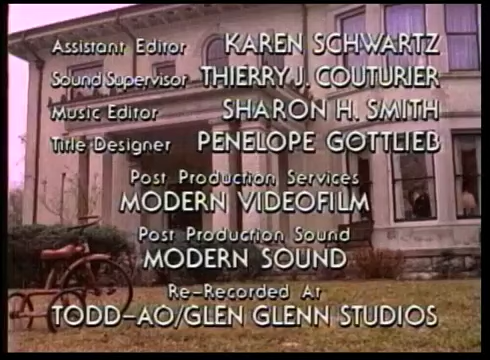 Assistant Editor KAREN SCHWARTZ
Sound Supervisor THIERRY J. COUTURIER
Music Editor SHARON H. SMITH
Title Designer PENELOPE GOTTLIEB
Post Production Services
MODERN VIDEOFILM
Post Production Sound
MODERN SOUND
Re-Recorded At
TODD-AO/GLEN GLENN STUDIOS